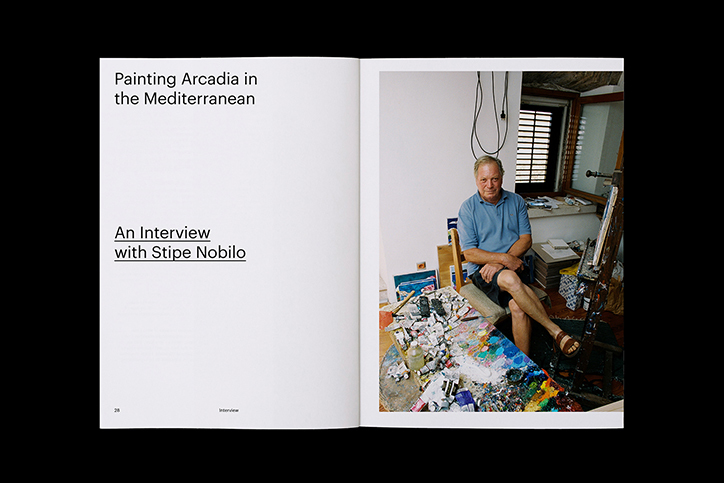 Painting Arcadia in
the Mediterranean
An Interview
with Stipe Nobilo
28
Interview